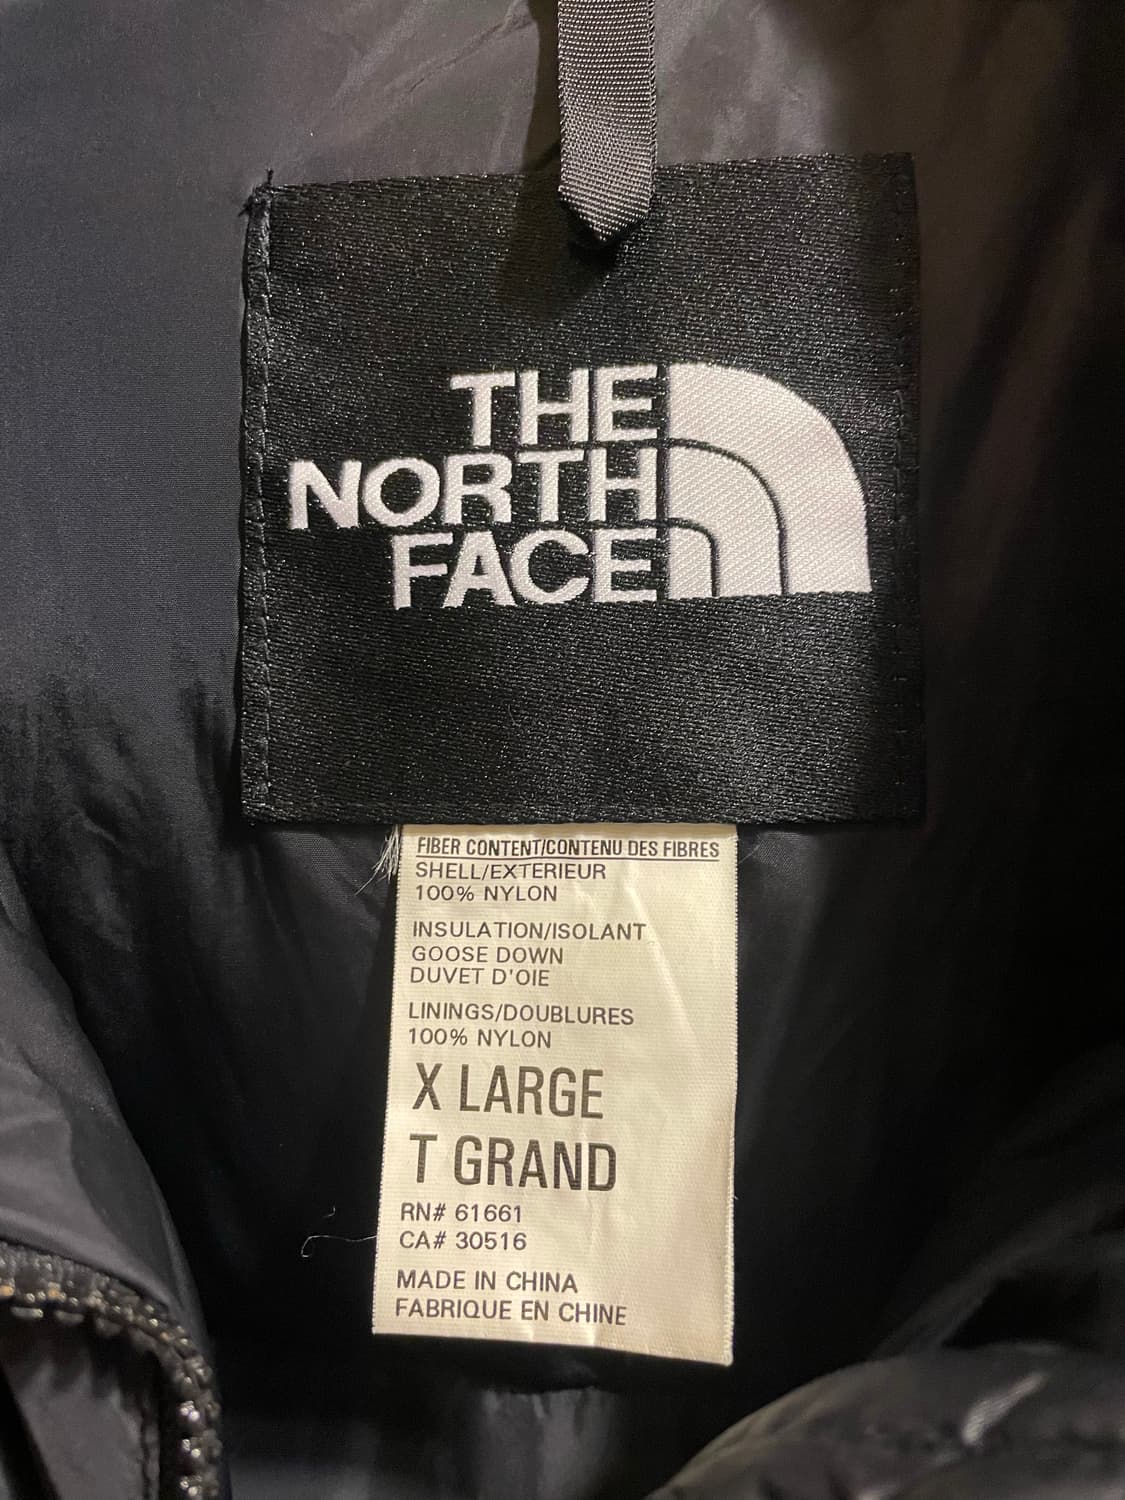 THE
NORTH
FACE
FIBER CONTENT/CONTENU DES FIBRES
SHELL/EXTERIEUR
100% NYLON
INSULATION/ISOLANT
GOOSE DOWN
DUVET D'OIE
LININGS/DOUBLURES
100% NYLON
X LARGE
T GRAND
RN# 61661
CA# 30516
MADE IN CHINA
FABRIQUE EN CHINE